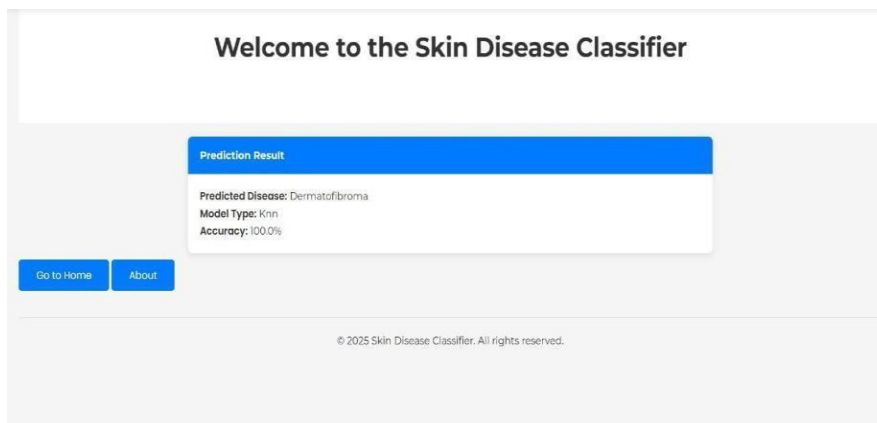 Welcome to the Skin Disease Classifier
Prediction Result
Predicted Disease: Dermatofibroma
Model Type: Knn
Accuracy: 100.0%
Go to Home
About
© 2025 Skin Disease Classifier. All rights reserved.